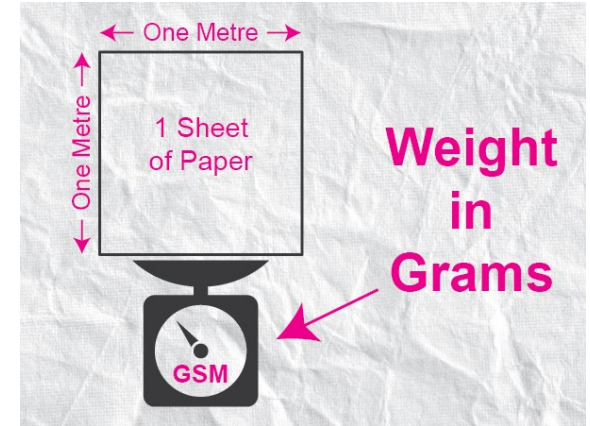 One Metre
One Metre
1 Sheet
of Paper
Weight
in
Grams
GSM